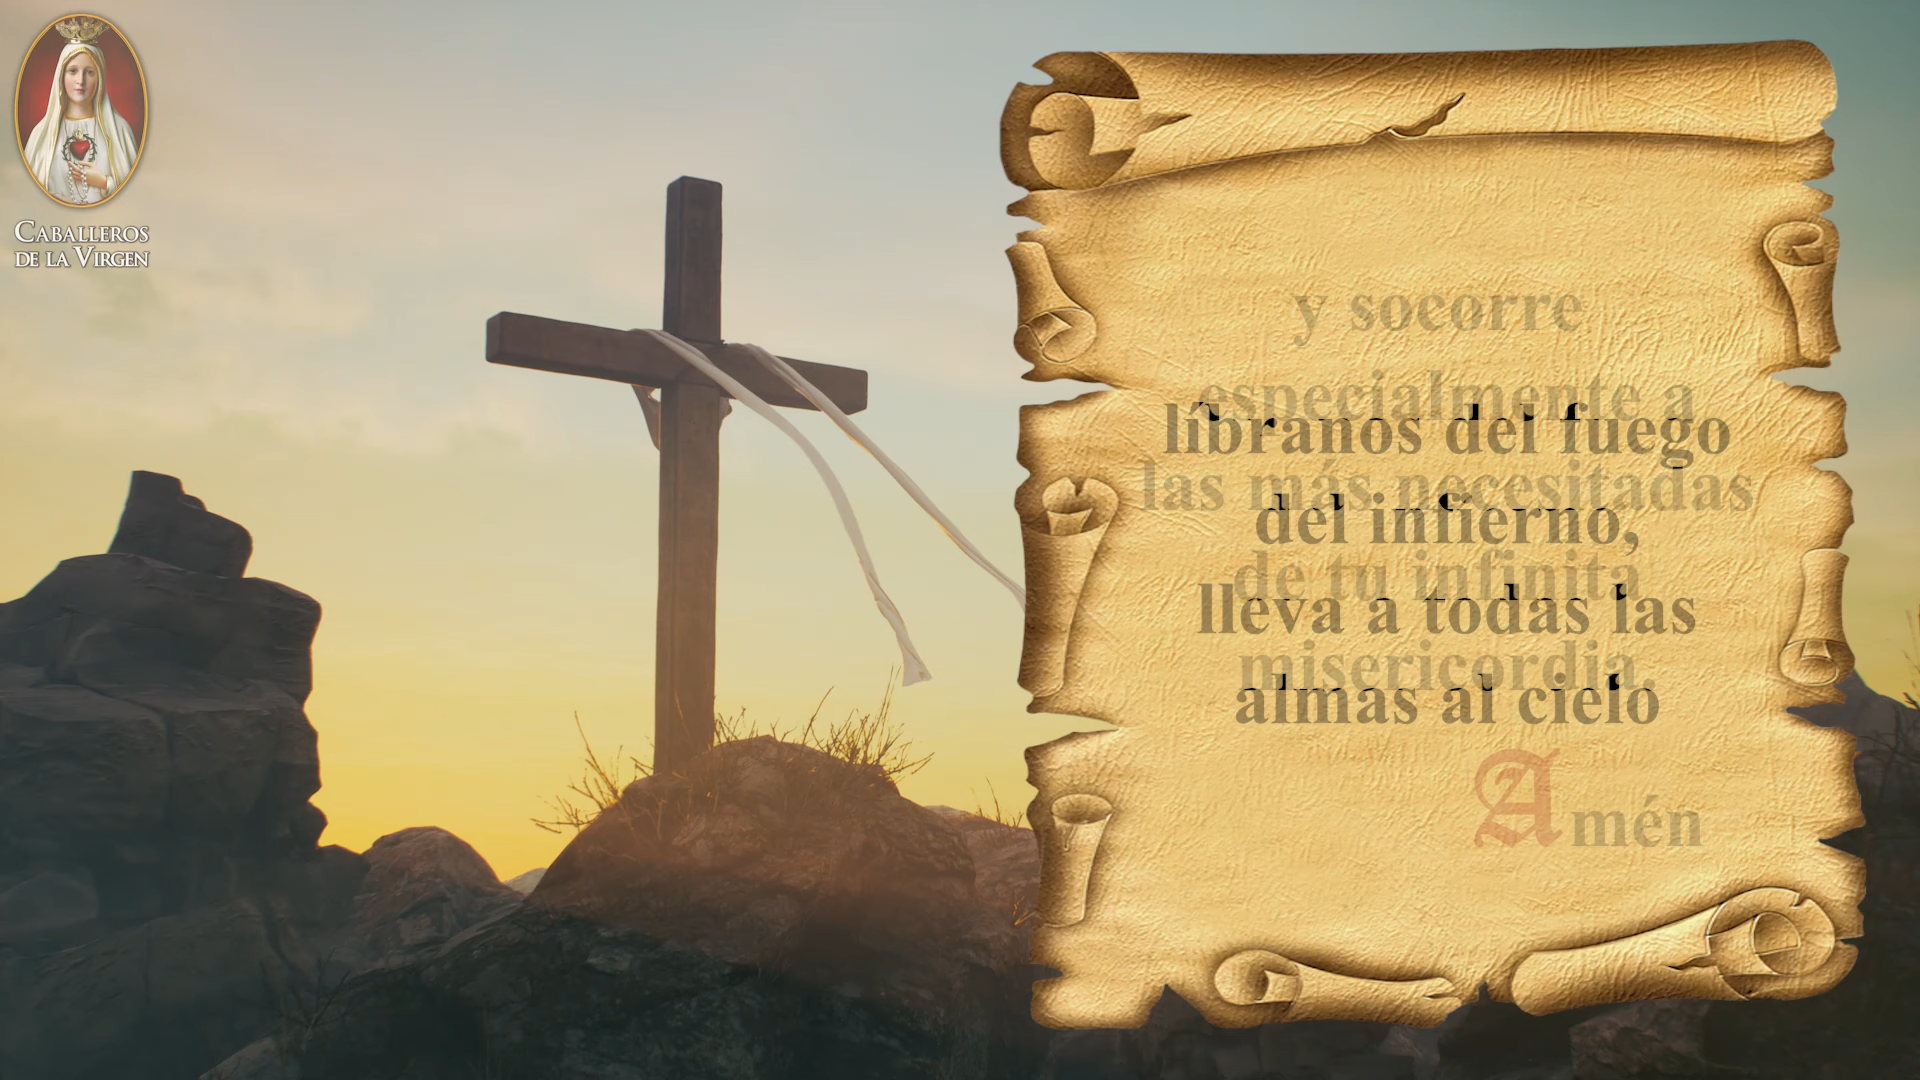 CABALLEROS
DE LA VIRGEN
líbranos del fuego
del infierno,
lleva a todas las
almas al cielo
y socorre
especialmente a
las más necesitadas
de tu infinita
misericordia.
Amén